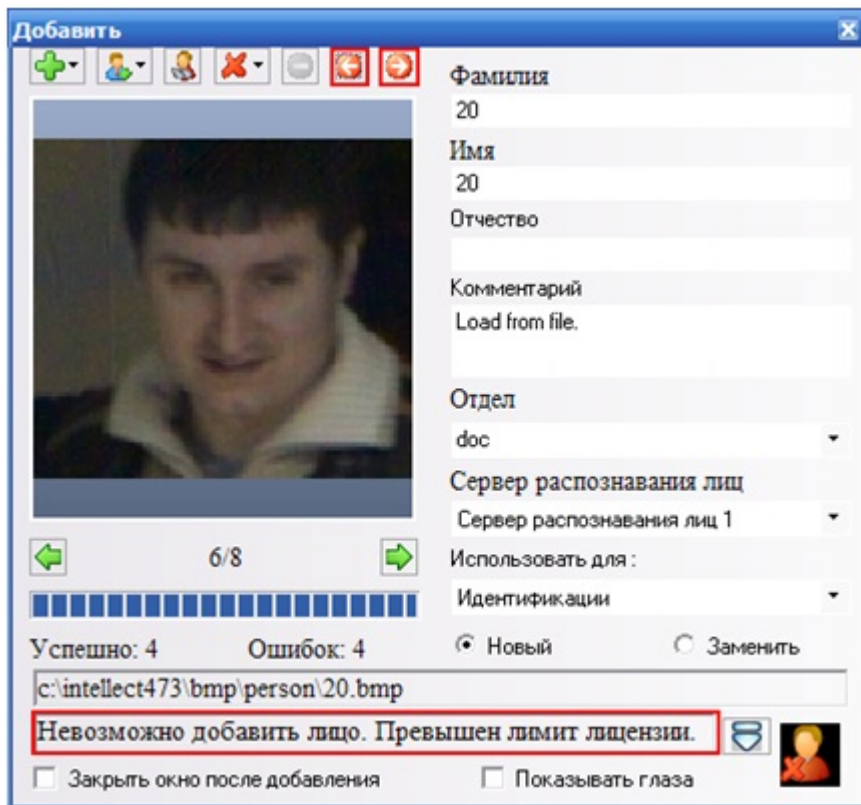 Добавить
Фамилия
20
Имя
20
Отчество
Комментарий
Load from file.
Отдел
doc
Сервер распознавания лиц
Сервер распознавания лиц 1
6/8
Использовать для :
Идентификации
Успешно: 4 Ошибок: 4
Новый Заменить
c:\intellect473\bmp\person\20.bmp
Невозможно добавить лицо. Превышен лимит лицензии.
Закрыть окно после добавления Показывать глаза